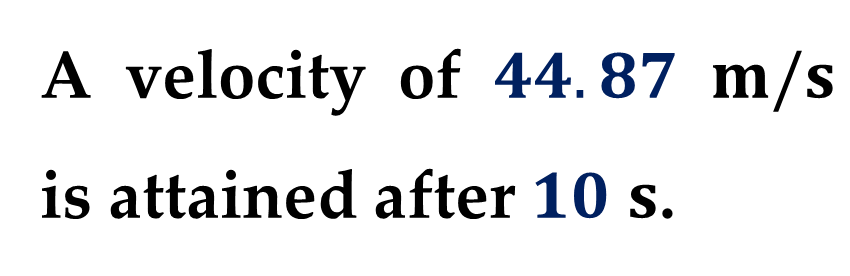 A velocity of 44.87 m/s
is attained after 10 s.